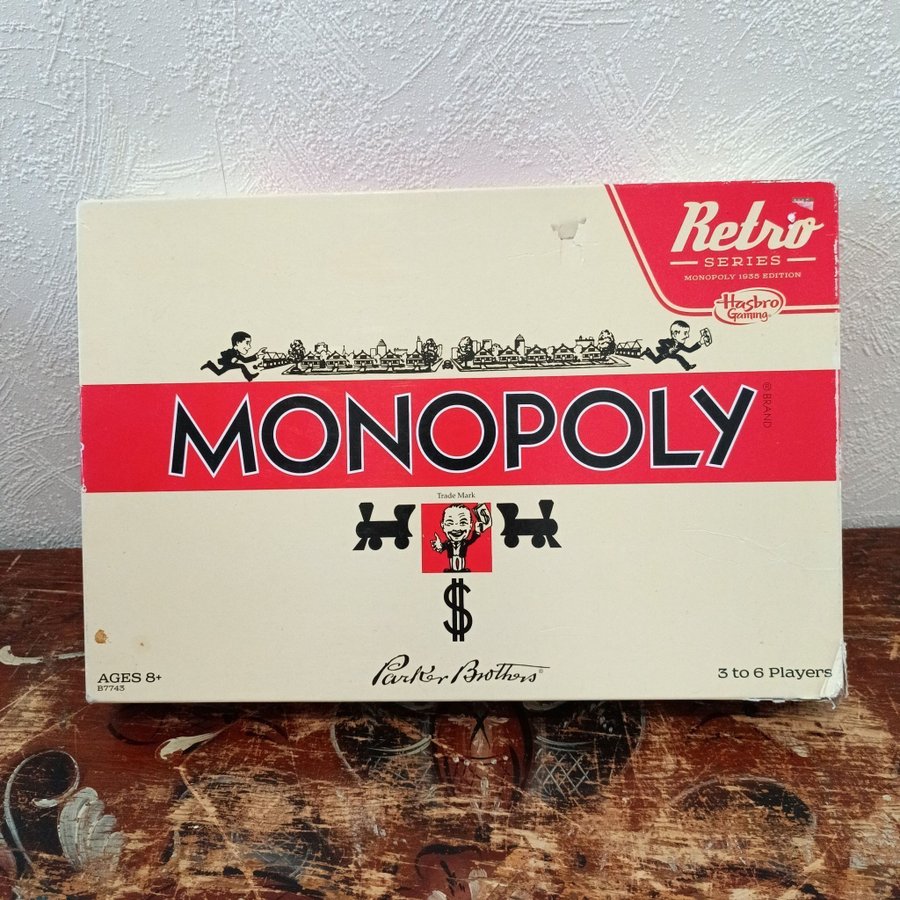 Retro
SERIES
MONOPOLY 1935 EDITION
Hasbro
Gaming
MONOPOLY
® BRAND
Trade Mark
$
$
AGES 8+
B7743
Parker Brothers®
3 to 6 Players